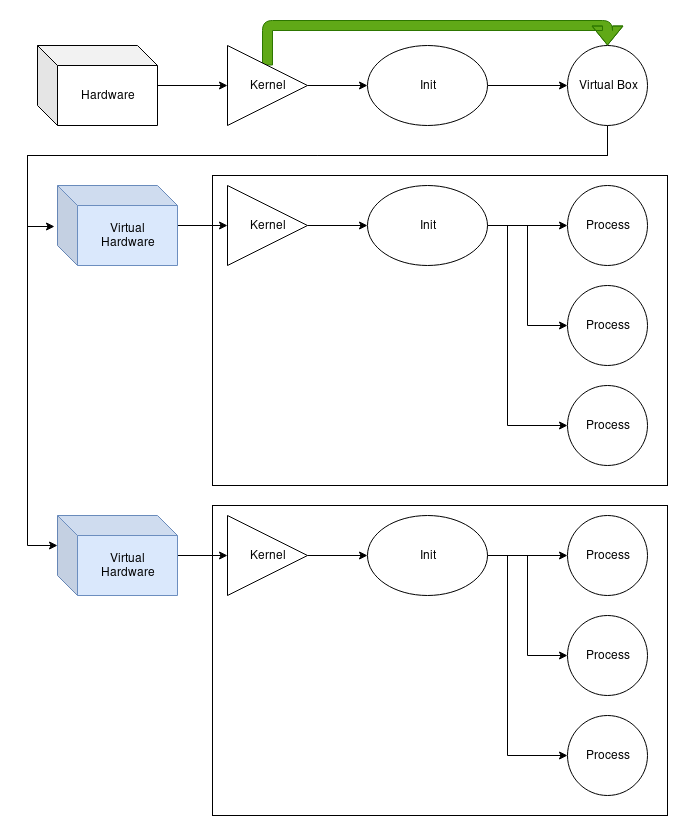 Hardware
Kernel
Init
Virtual Box
Virtual
Hardware
Kernel
Init
Process
Process
Process
Virtual
Hardware
Kernel
Init
Process
Process
Process